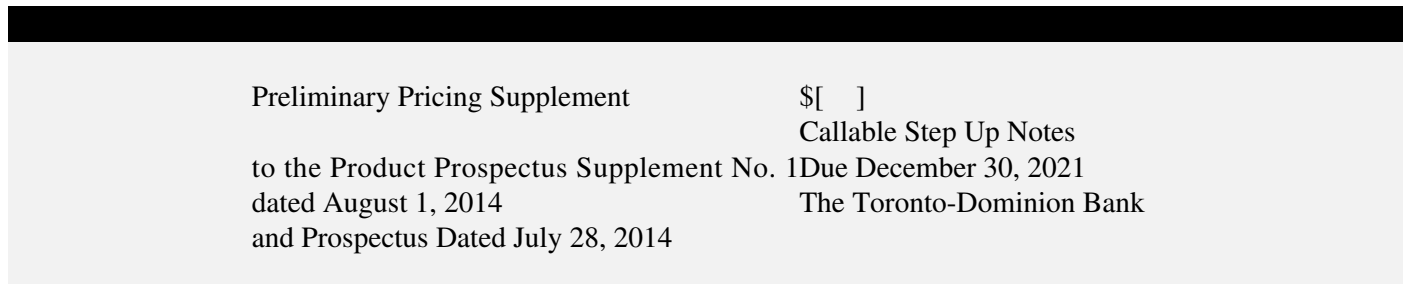 Preliminary Pricing Supplement
to the Product Prospectus Supplement No. 1
dated August 1, 2014
and Prospectus Dated July 28, 2014
$[ ]
Callable Step Up Notes
Due December 30, 2021
The Toronto-Dominion Bank